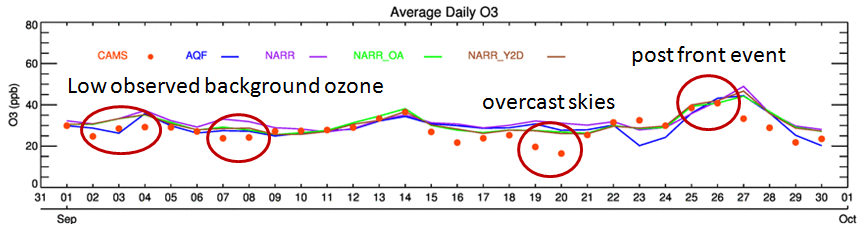 Average Daily O3
80
60
40
20
0
O3 (ppb)
CAMS AQF NARR NARR_OA NARR_Y2D
post front event
Low observed background ozone
overcast skies
31 01 02 03 04 05 06 07 08 09 10 11 12 13 14 15 16 17 18 19 20 21 22 23 24 25 26 27 28 29 30 01
Sep Oct